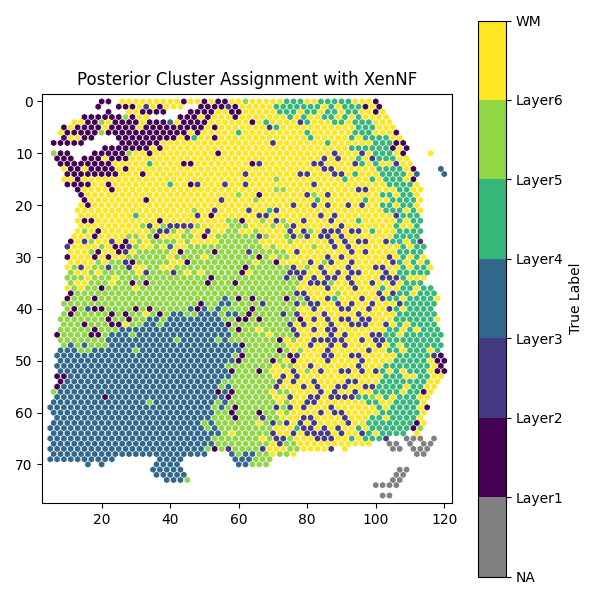 Posterior Cluster Assignment with XenNF
0
10
20
30
40
50
60
70
20
40
60
80
100
120
WM
Layer6
Layer5
Layer4
Layer3
Layer2
Layer1
NA
True Label